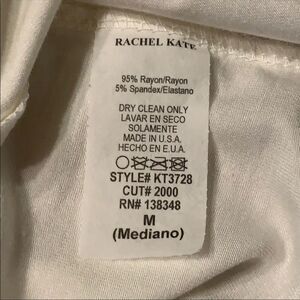 RACHEL KATE
95% Rayon/Rayon
5% Spandex/Elastano
DRY CLEAN ONLY
LAVAR EN SECO
SOLAMENTE
MADE IN U.S.A.
HECHO EN E.U.A.
STYLE# KT3728
CUT# 2000
RN# 138348
M
(Mediano)